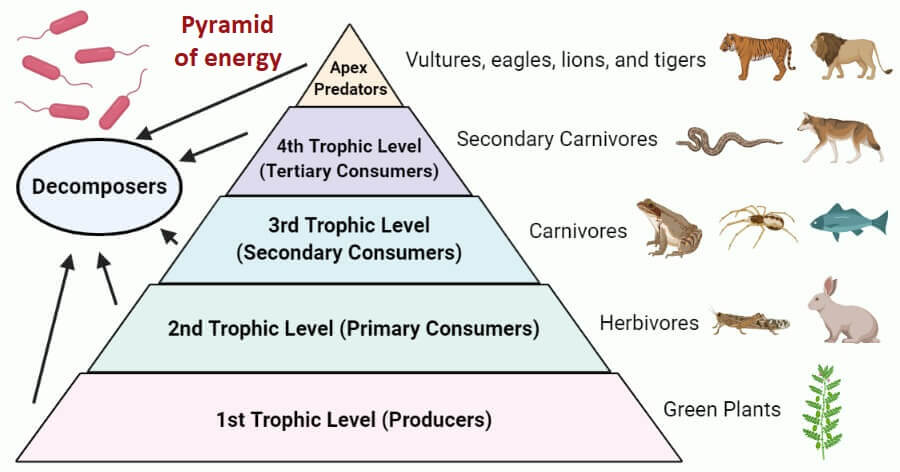 Pyramid
of energy
Apex
Predators
Vultures, eagles, lions, and tigers
4th Trophic Level
(Tertiary Consumers)
Secondary Carnivores
Decomposers
3rd Trophic Level
(Secondary Consumers)
Carnivores
2nd Trophic Level (Primary Consumers)
Herbivores
1st Trophic Level (Producers)
Green Plants